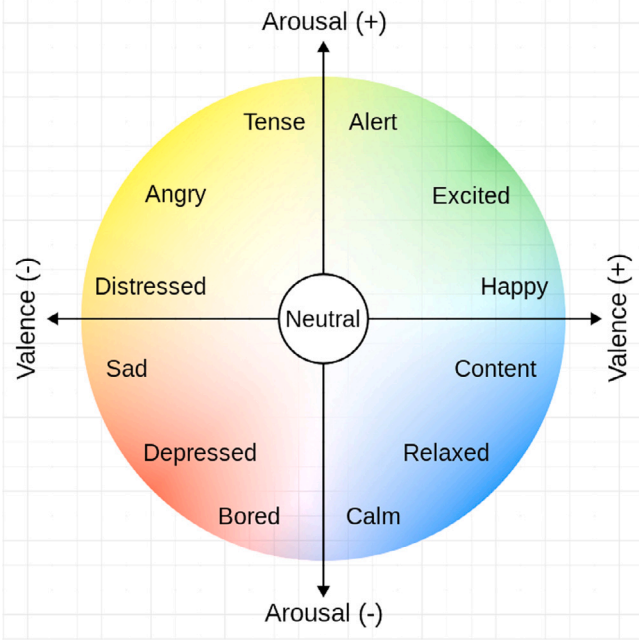 Arousal (+)
Tense
Alert
Angry
Excited
Distressed
Happy
Valence (-)
Neutral
Valence (+)
Sad
Content
Depressed
Relaxed
Bored
Calm
Arousal (-)